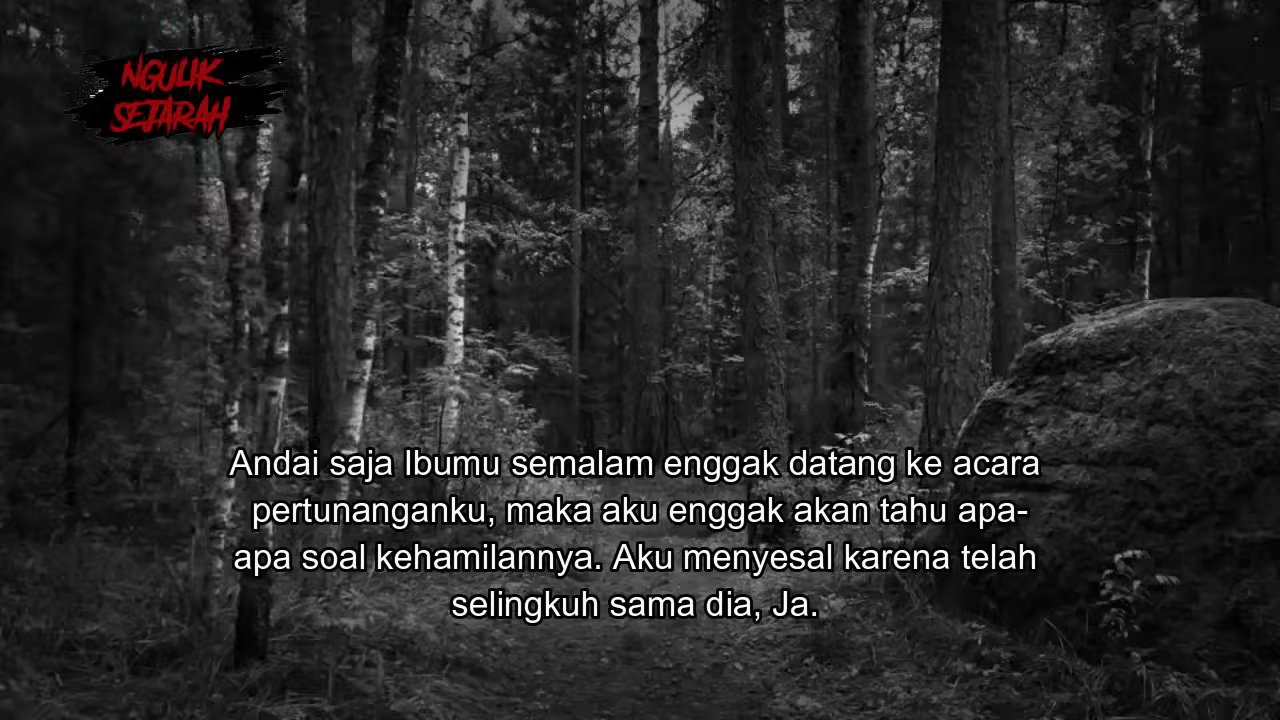 NGULIK
SEJARAH
Andai saja Ibumu semalam enggak datang ke acara
pertunanganku, maka aku enggak akan tahu apa-
apa soal kehamilannya. Aku menyesal karena telah
selingkuh sama dia, Ja.